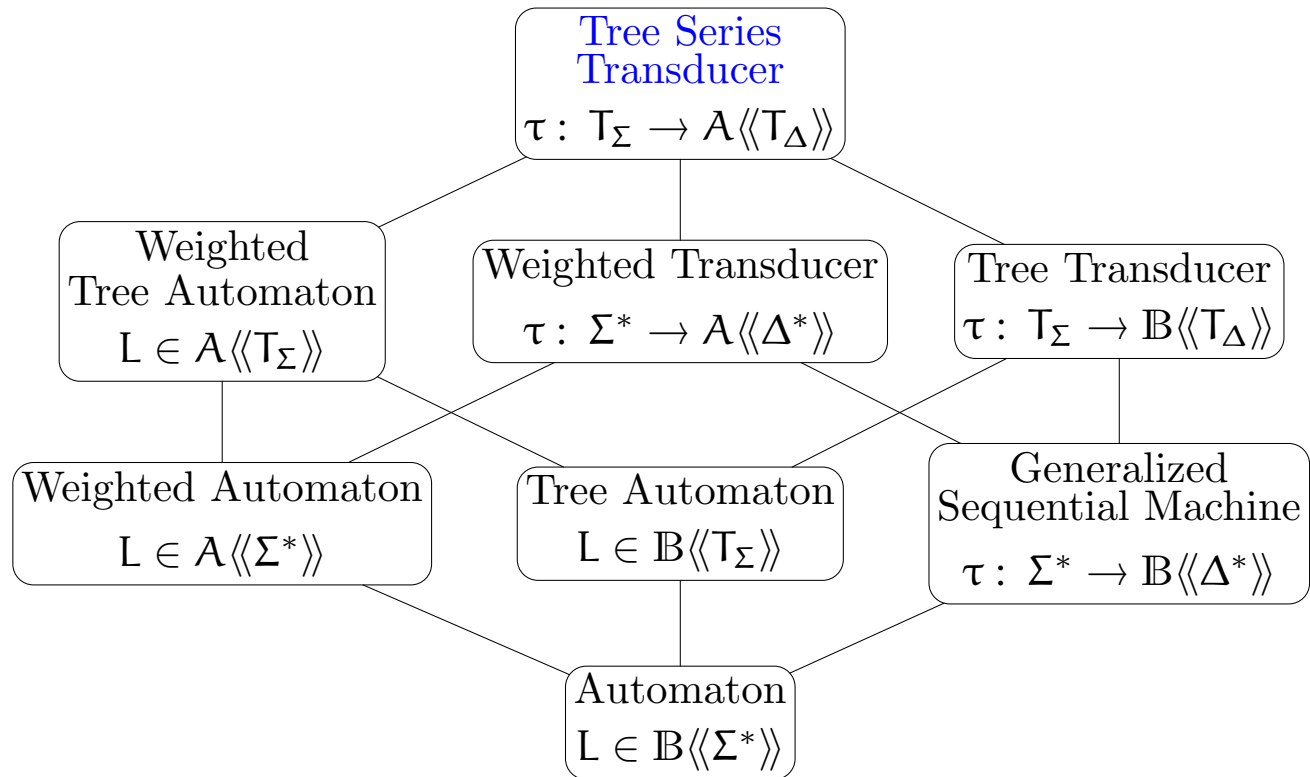 Tree Series
Transducer
τ : T_Σ → A⟨⟨T_Δ⟩⟩
Weighted
Tree Automaton
L ∈ A⟨⟨T_Σ⟩⟩
Weighted Transducer
τ : Σ* → A⟨⟨Δ*⟩⟩
Tree Transducer
τ : T_Σ → 𝔹⟨⟨T_Δ⟩⟩
Weighted Automaton
L ∈ A⟨⟨Σ*⟩⟩
Tree Automaton
L ∈ 𝔹⟨⟨T_Σ⟩⟩
Generalized
Sequential Machine
τ : Σ* → 𝔹⟨⟨Δ*⟩⟩
Automaton
L ∈ 𝔹⟨⟨Σ*⟩⟩